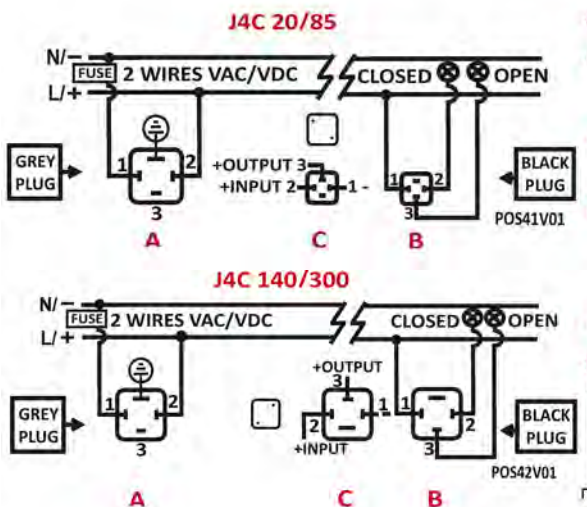 J4C 20/85
N/-
FUSE 2 WIRES VAC/VDC CLOSED OPEN
L/+
GREY PLUG
1 2
3
+OUTPUT 3
+INPUT 2 1 -
1 2
3
BLACK PLUG
POS41V01
A C B
J4C 140/300
N/-
FUSE 2 WIRES VAC/VDC CLOSED OPEN
L/+
GREY PLUG
1 2
3
+OUTPUT
3
2 1 -
+INPUT
1 2
3
BLACK PLUG
POS42V01
A C B